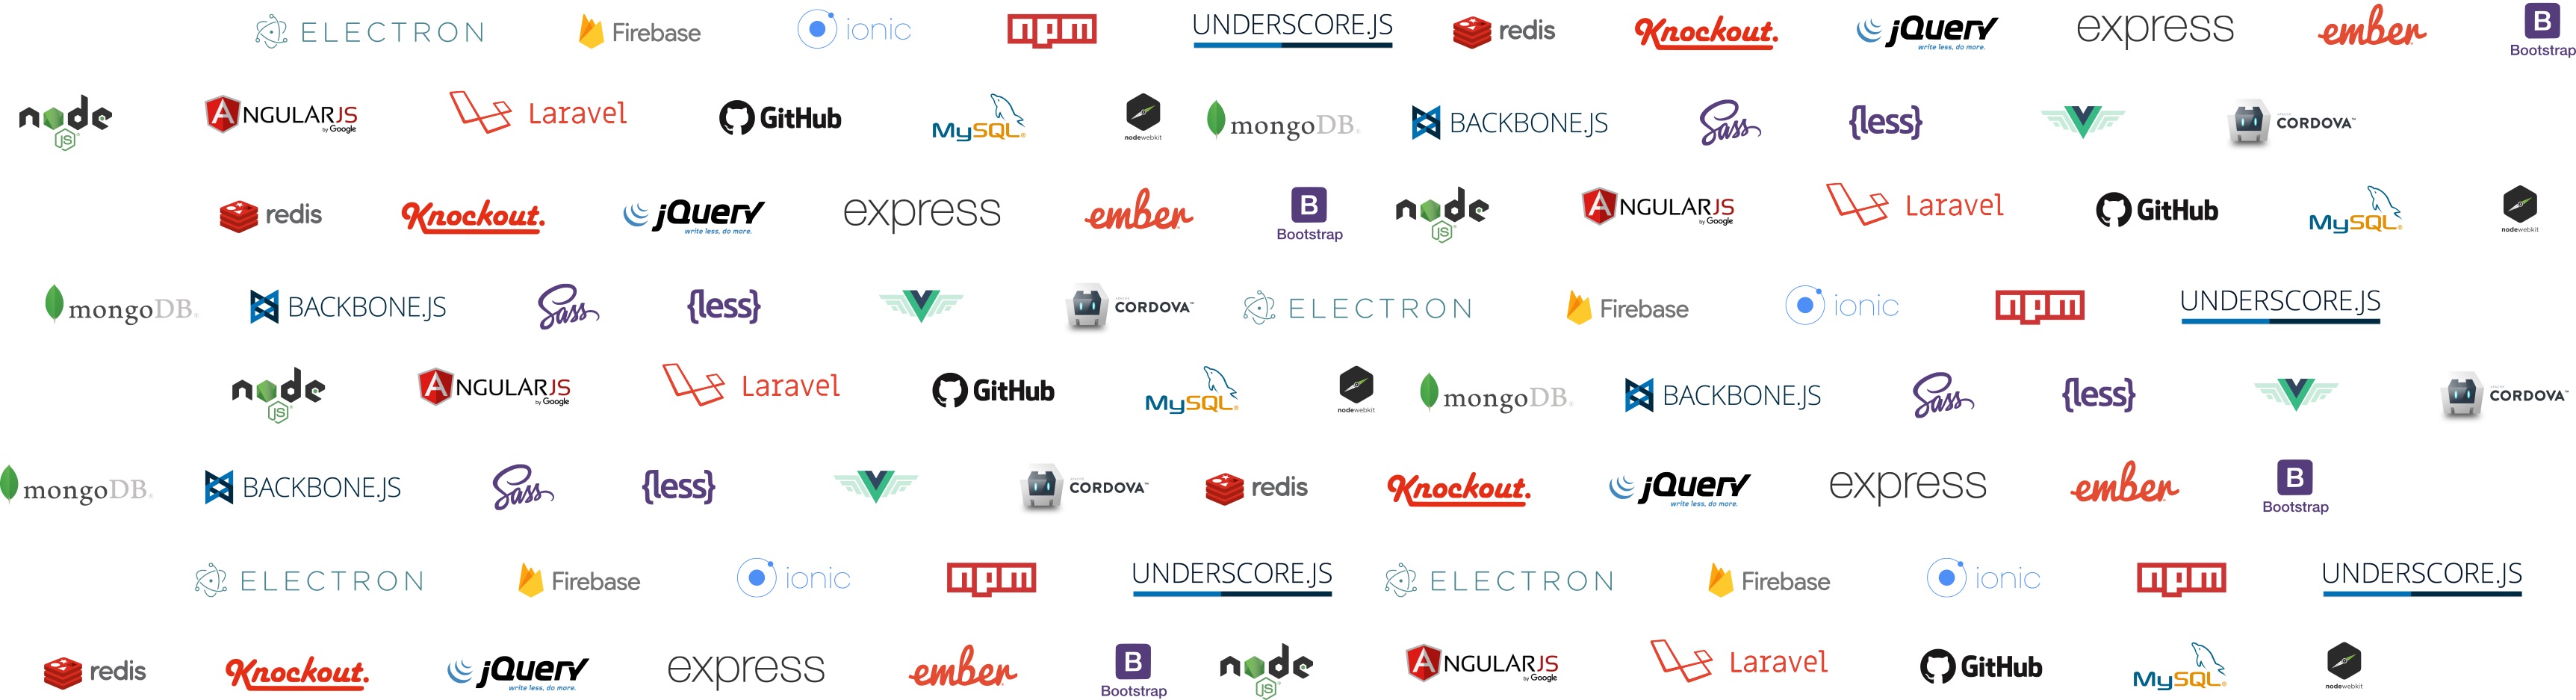 ELECTRON Firebase ionic npm UNDERSCORE.JS redis Knockout. jQuery write less, do more. express ember B Bootstrap
node JS ANGULARJS by Google Laravel GitHub MySQL nodewebkit mongoDB BACKBONE.JS Sass {less} CORDOVA™
redis Knockout. jQuery write less, do more. express ember B Bootstrap node JS ANGULARJS by Google Laravel GitHub MySQL nodewebkit
mongoDB BACKBONE.JS Sass {less} CORDOVA™ ELECTRON Firebase ionic npm UNDERSCORE.JS
node JS ANGULARJS by Google Laravel GitHub MySQL nodewebkit mongoDB BACKBONE.JS Sass {less} CORDOVA™
mongoDB BACKBONE.JS Sass {less} CORDOVA™ redis Knockout. jQuery write less, do more. express ember B Bootstrap
ELECTRON Firebase ionic npm UNDERSCORE.JS ELECTRON Firebase ionic npm UNDERSCORE.JS
redis Knockout. jQuery write less, do more. express ember B Bootstrap node JS ANGULARJS by Google Laravel GitHub MySQL nodewebkit